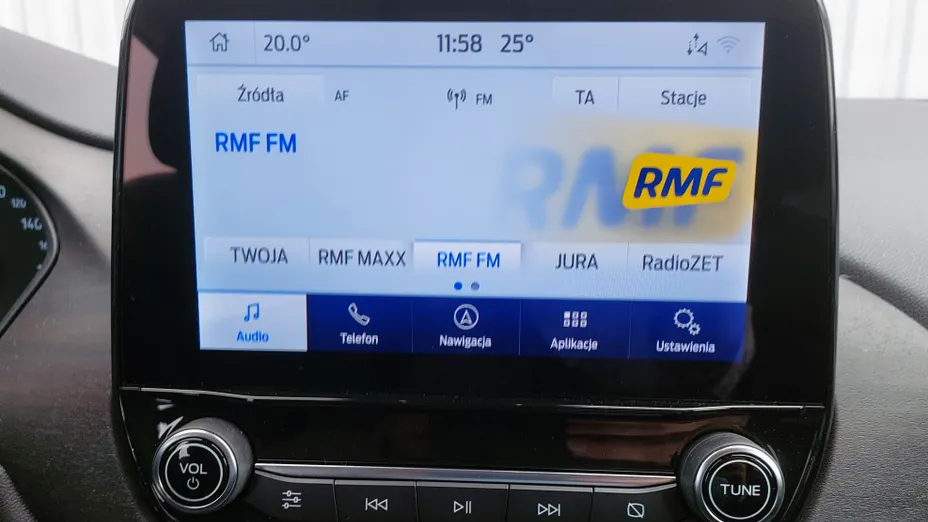 20.0° 11:58 25°
Źródła AF FM TA Stacje
RMF FM
RMF
RMF
TWOJA RMF MAXX RMF FM JURA RadioZET
Audio Telefon Nawigacja Aplikacje Ustawienia
120
140
VOL
TUNE